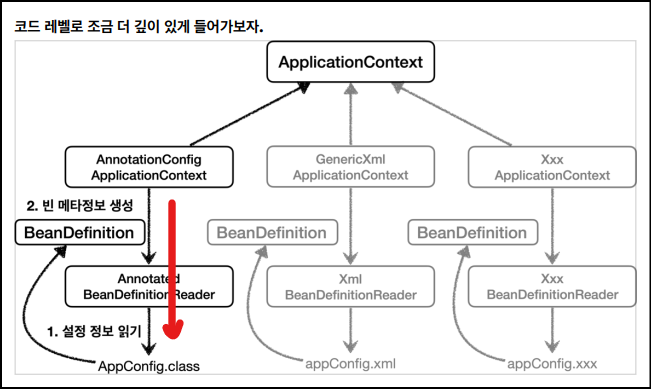 코드 레벨로 조금 더 깊이 있게 들어가보자.
ApplicationContext
AnnotationConfig
ApplicationContext
GenericXml
ApplicationContext
Xxx
ApplicationContext
2. 빈 메타정보 생성
BeanDefinition
BeanDefinition
BeanDefinition
Annotated
BeanDefinitionReader
Xml
BeanDefinitionReader
Xxx
BeanDefinitionReader
1. 설정 정보 읽기
AppConfig.class
appConfig.xml
appConfig.xxx